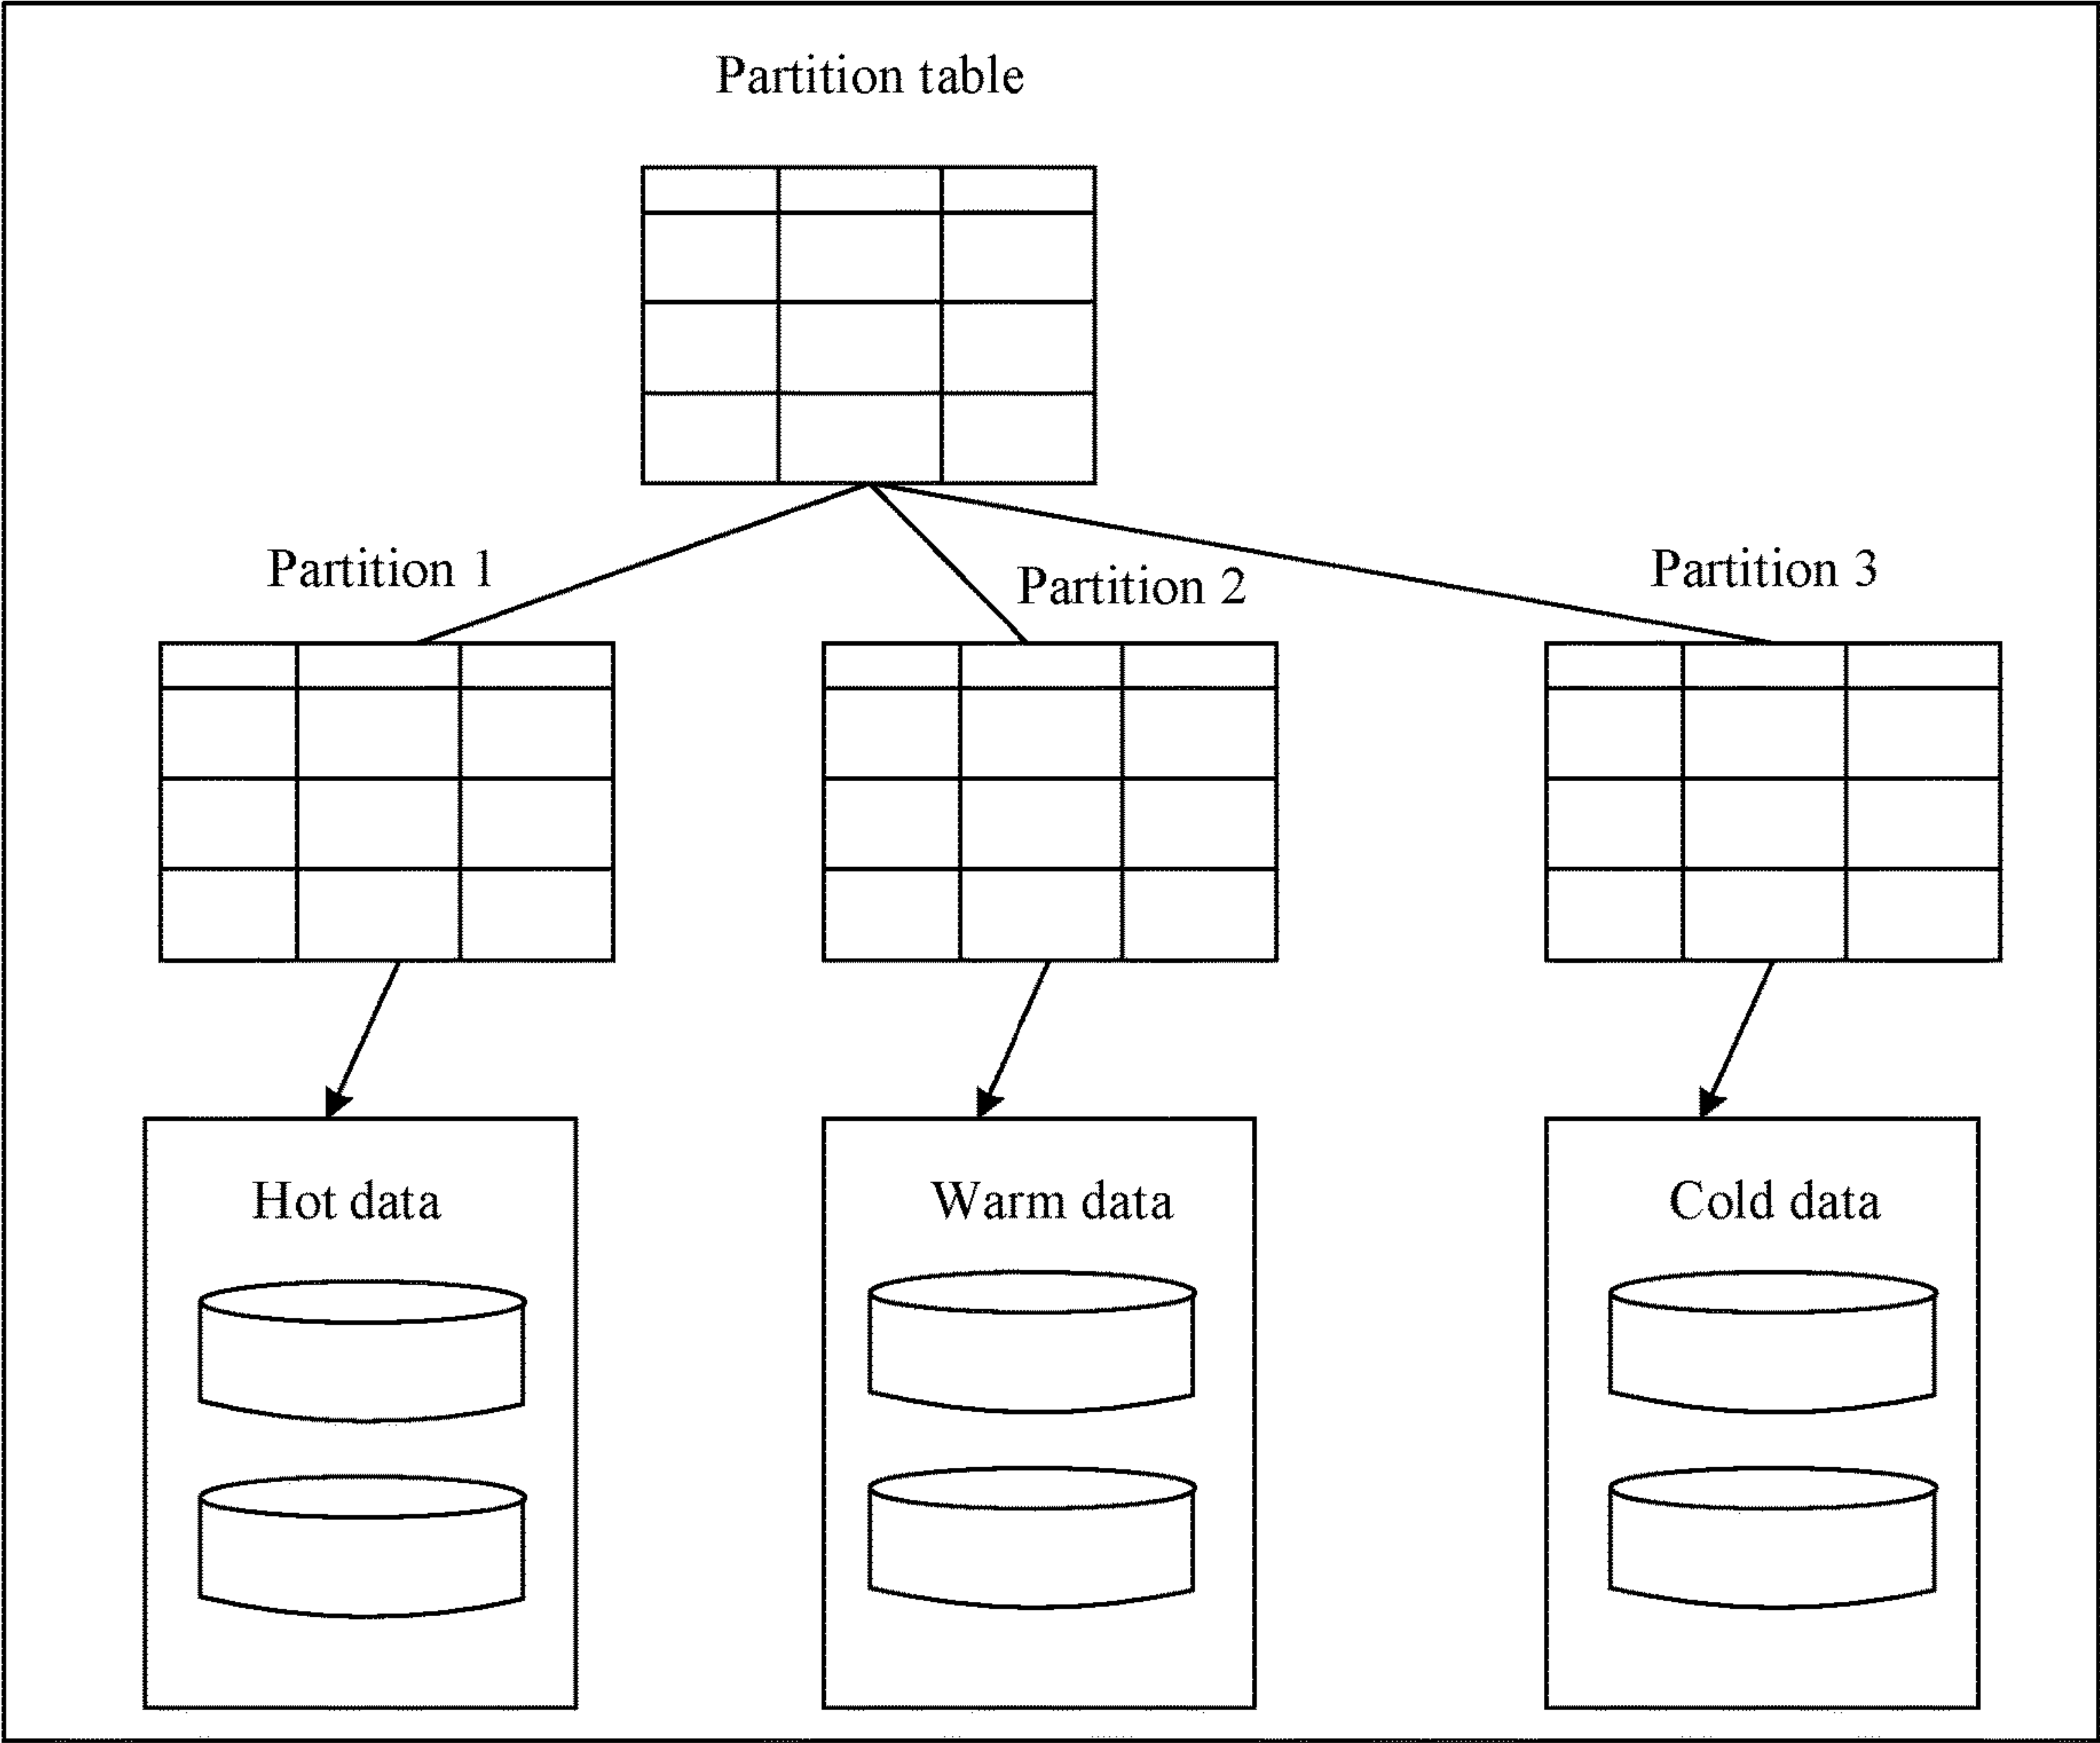 Partition table
Partition 1
Partition 2
Partition 3
Hot data
Warm data
Cold data